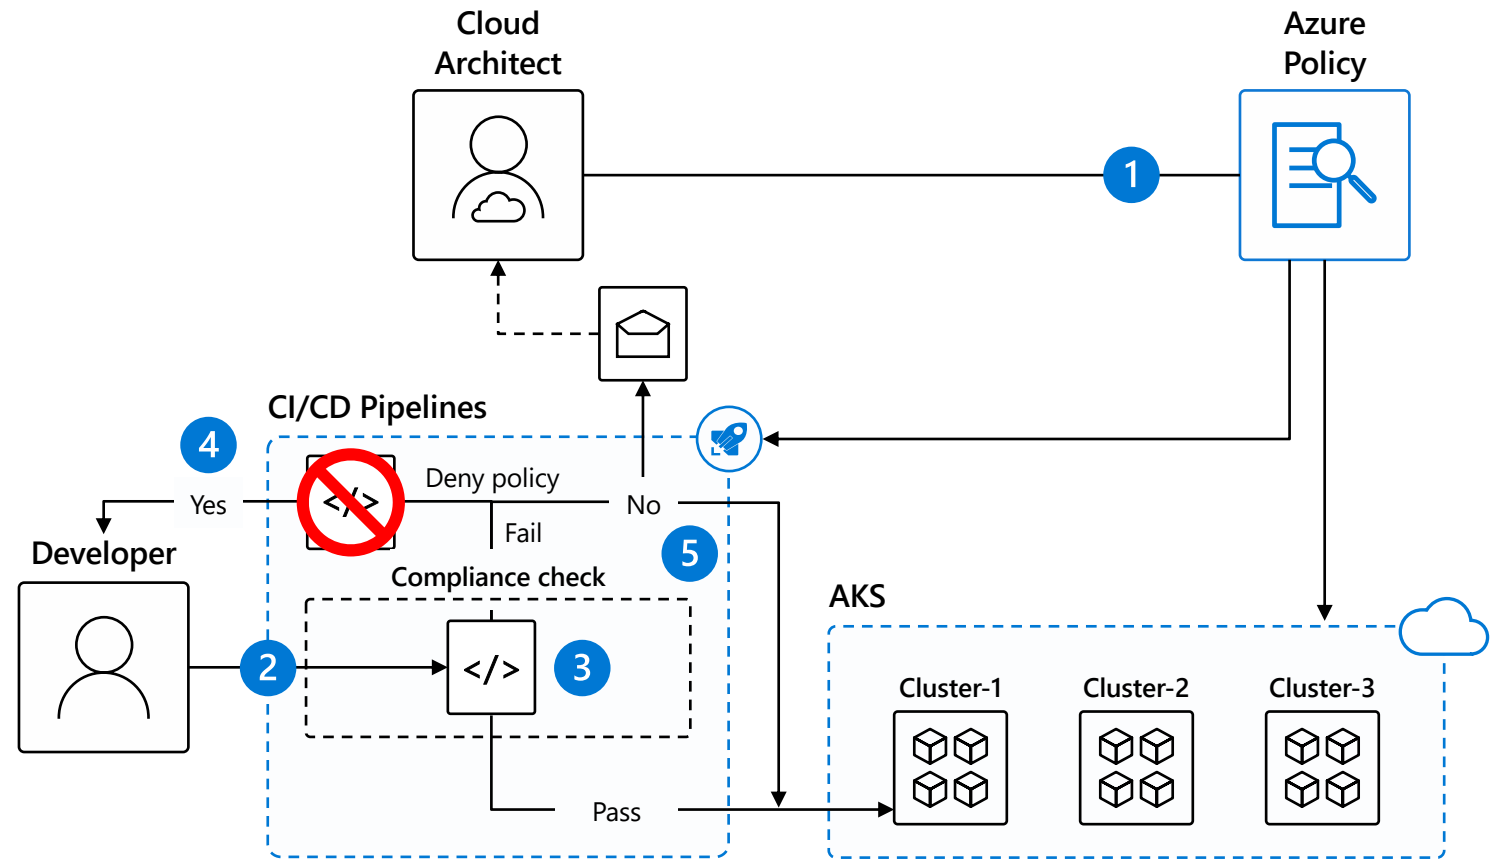 Cloud
Architect
Azure
Policy
1
CI/CD Pipelines
4
Yes
</>
Deny policy
No
Fail
5
Developer
Compliance check
2
</>
3
Pass
AKS
Cluster-1
Cluster-2
Cluster-3